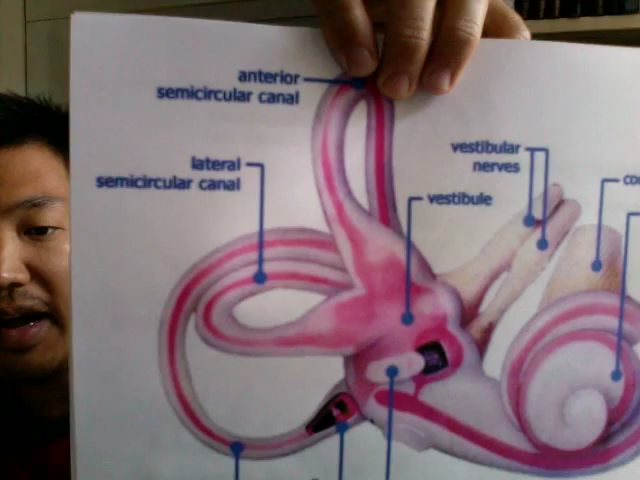 anterior
semicircular canal
lateral
semicircular canal
vestibular
nerves
vestibule